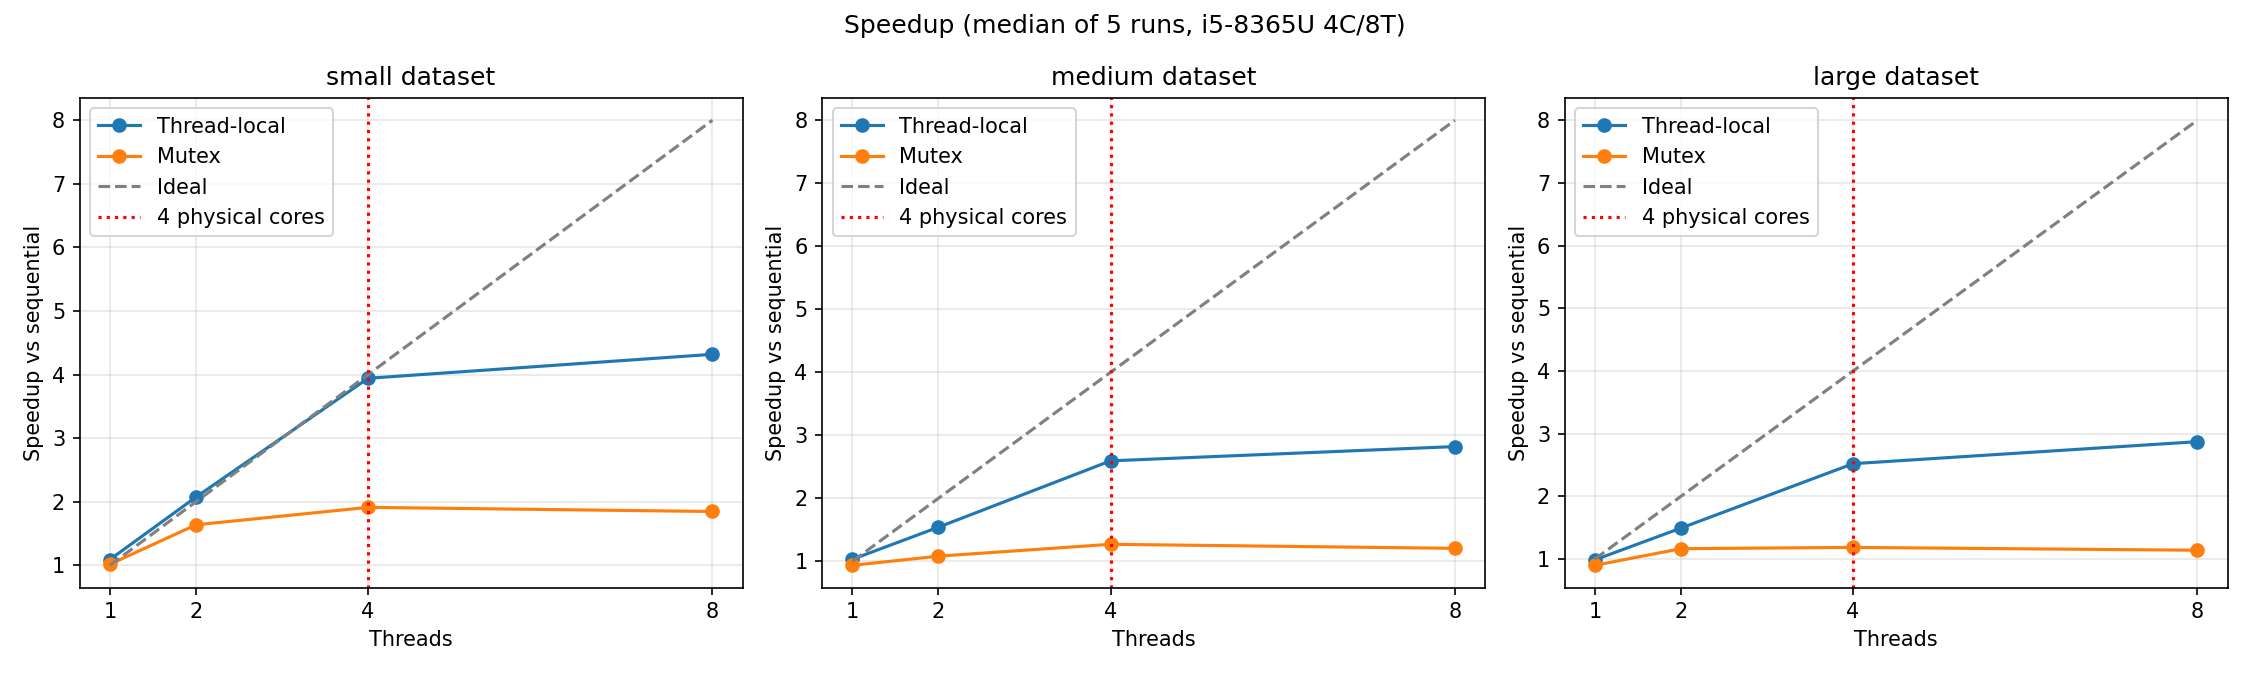 Speedup (median of 5 runs, i5-8365U 4C/8T)
small dataset
Speedup vs sequential
8
7
6
5
4
3
2
1
Thread-local
Mutex
Ideal
4 physical cores
1 2 4 8
Threads
medium dataset
Speedup vs sequential
8
7
6
5
4
3
2
1
Thread-local
Mutex
Ideal
4 physical cores
1 2 4 8
Threads
large dataset
Speedup vs sequential
8
7
6
5
4
3
2
1
Thread-local
Mutex
Ideal
4 physical cores
1 2 4 8
Threads